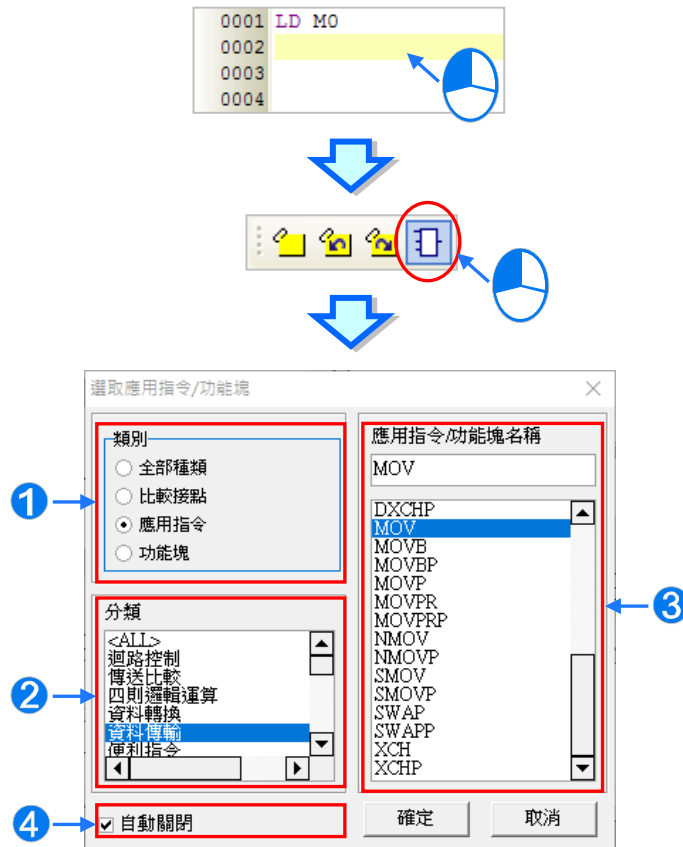 0001 LD M0
0002
0003
0004
選取應用指令/功能塊
類別
全部種類
比較接點
應用指令
功能塊
1
分類
<ALL>
迴路控制
傳送比較
四則邏輯運算
資料轉換
資料傳輸
便利指令
2
自動關閉
4
應用指令/功能塊名稱
MOV
DXCHP
MOV
MOVB
MOVBP
MOVP
MOVPR
MOVPRP
NMOV
NMOVP
SMOV
SMOVP
SWAP
SWAPP
XCH
XCHP
3
確定
取消